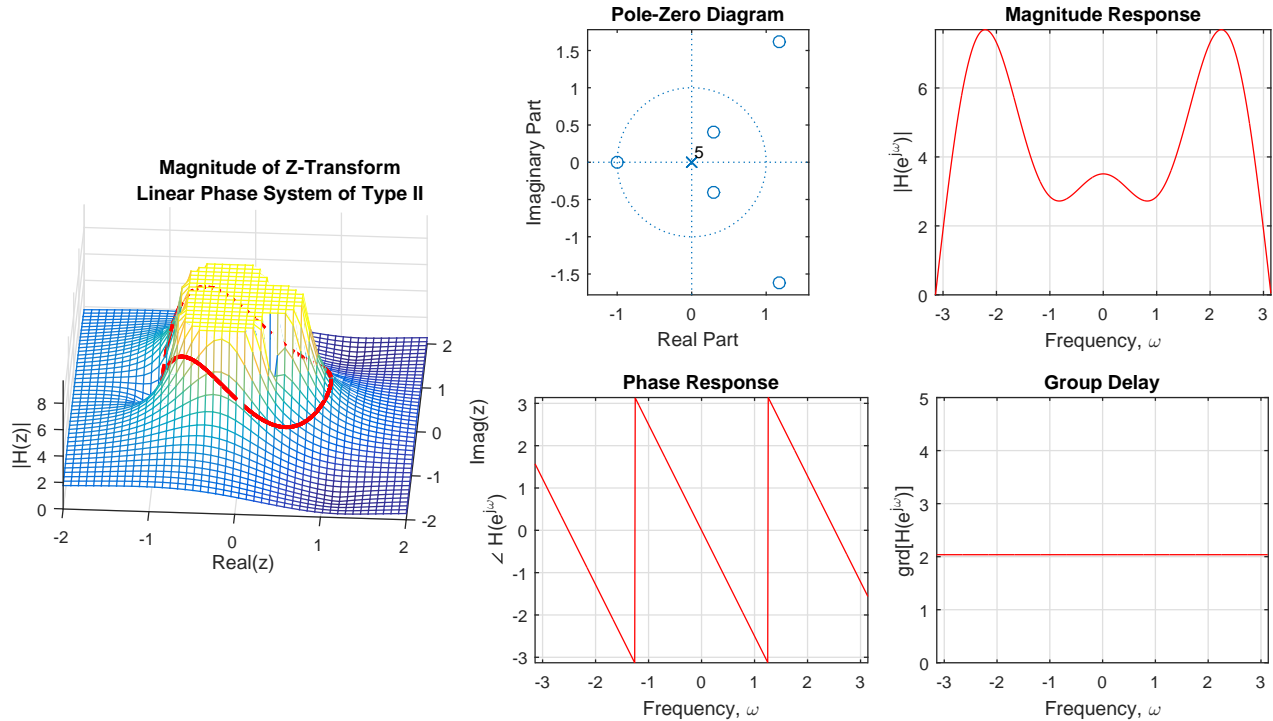 Magnitude of Z-Transform
Linear Phase System of Type II
|H(z)|
8
6
4
2
0
-2
-1
0
1
2
Real(z)
2
1
0
-1
-2
Imag(z)
Pole-Zero Diagram
Imaginary Part
1.5
1
0.5
0
-0.5
-1
-1.5
5
-1
0
1
Real Part
Magnitude Response
|H(e^{jω})|
6
4
2
0
-3 -2 -1 0 1 2 3
Frequency, ω
Phase Response
∠ H(e^{jω})
3
2
1
0
-1
-2
-3
-3 -2 -1 0 1 2 3
Frequency, ω
Group Delay
grd[H(e^{jω})]
5
4
3
2
1
0
-3 -2 -1 0 1 2 3
Frequency, ω